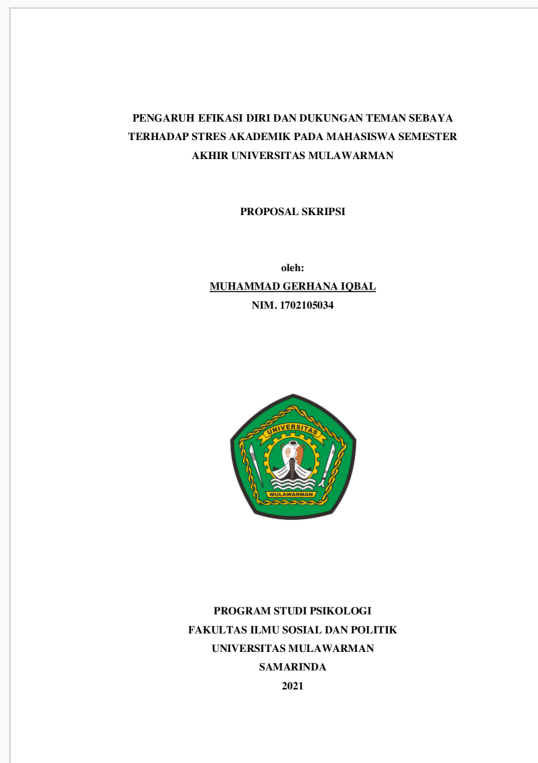 PENGARUH EFIKASI DIRI DAN DUKUNGAN TEMAN SEBAYA
TERHADAP STRES AKADEMIK PADA MAHASISWA SEMESTER
AKHIR UNIVERSITAS MULAWARMAN
PROPOSAL SKRIPSI
oleh:
MUHAMMAD GERHANA IQBAL
NIM. 1702105034
UNIVERSITAS
MULAWARMAN
PROGRAM STUDI PSIKOLOGI
FAKULTAS ILMU SOSIAL DAN POLITIK
UNIVERSITAS MULAWARMAN
SAMARINDA
2021